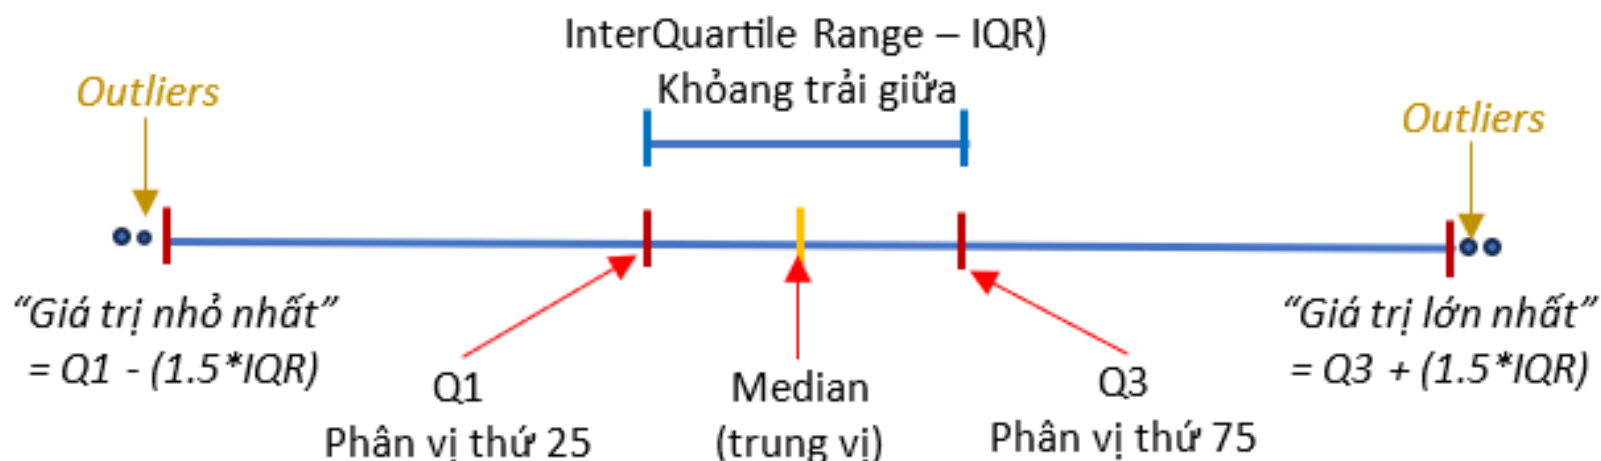 InterQuartile Range – IQR)
Khỏang trải giữa
Outliers
Outliers
“Giá trị nhỏ nhất”
= Q1 - (1.5*IQR)
“Giá trị lớn nhất”
= Q3 + (1.5*IQR)
Q1
Phân vị thứ 25
Median
(trung vị)
Q3
Phân vị thứ 75